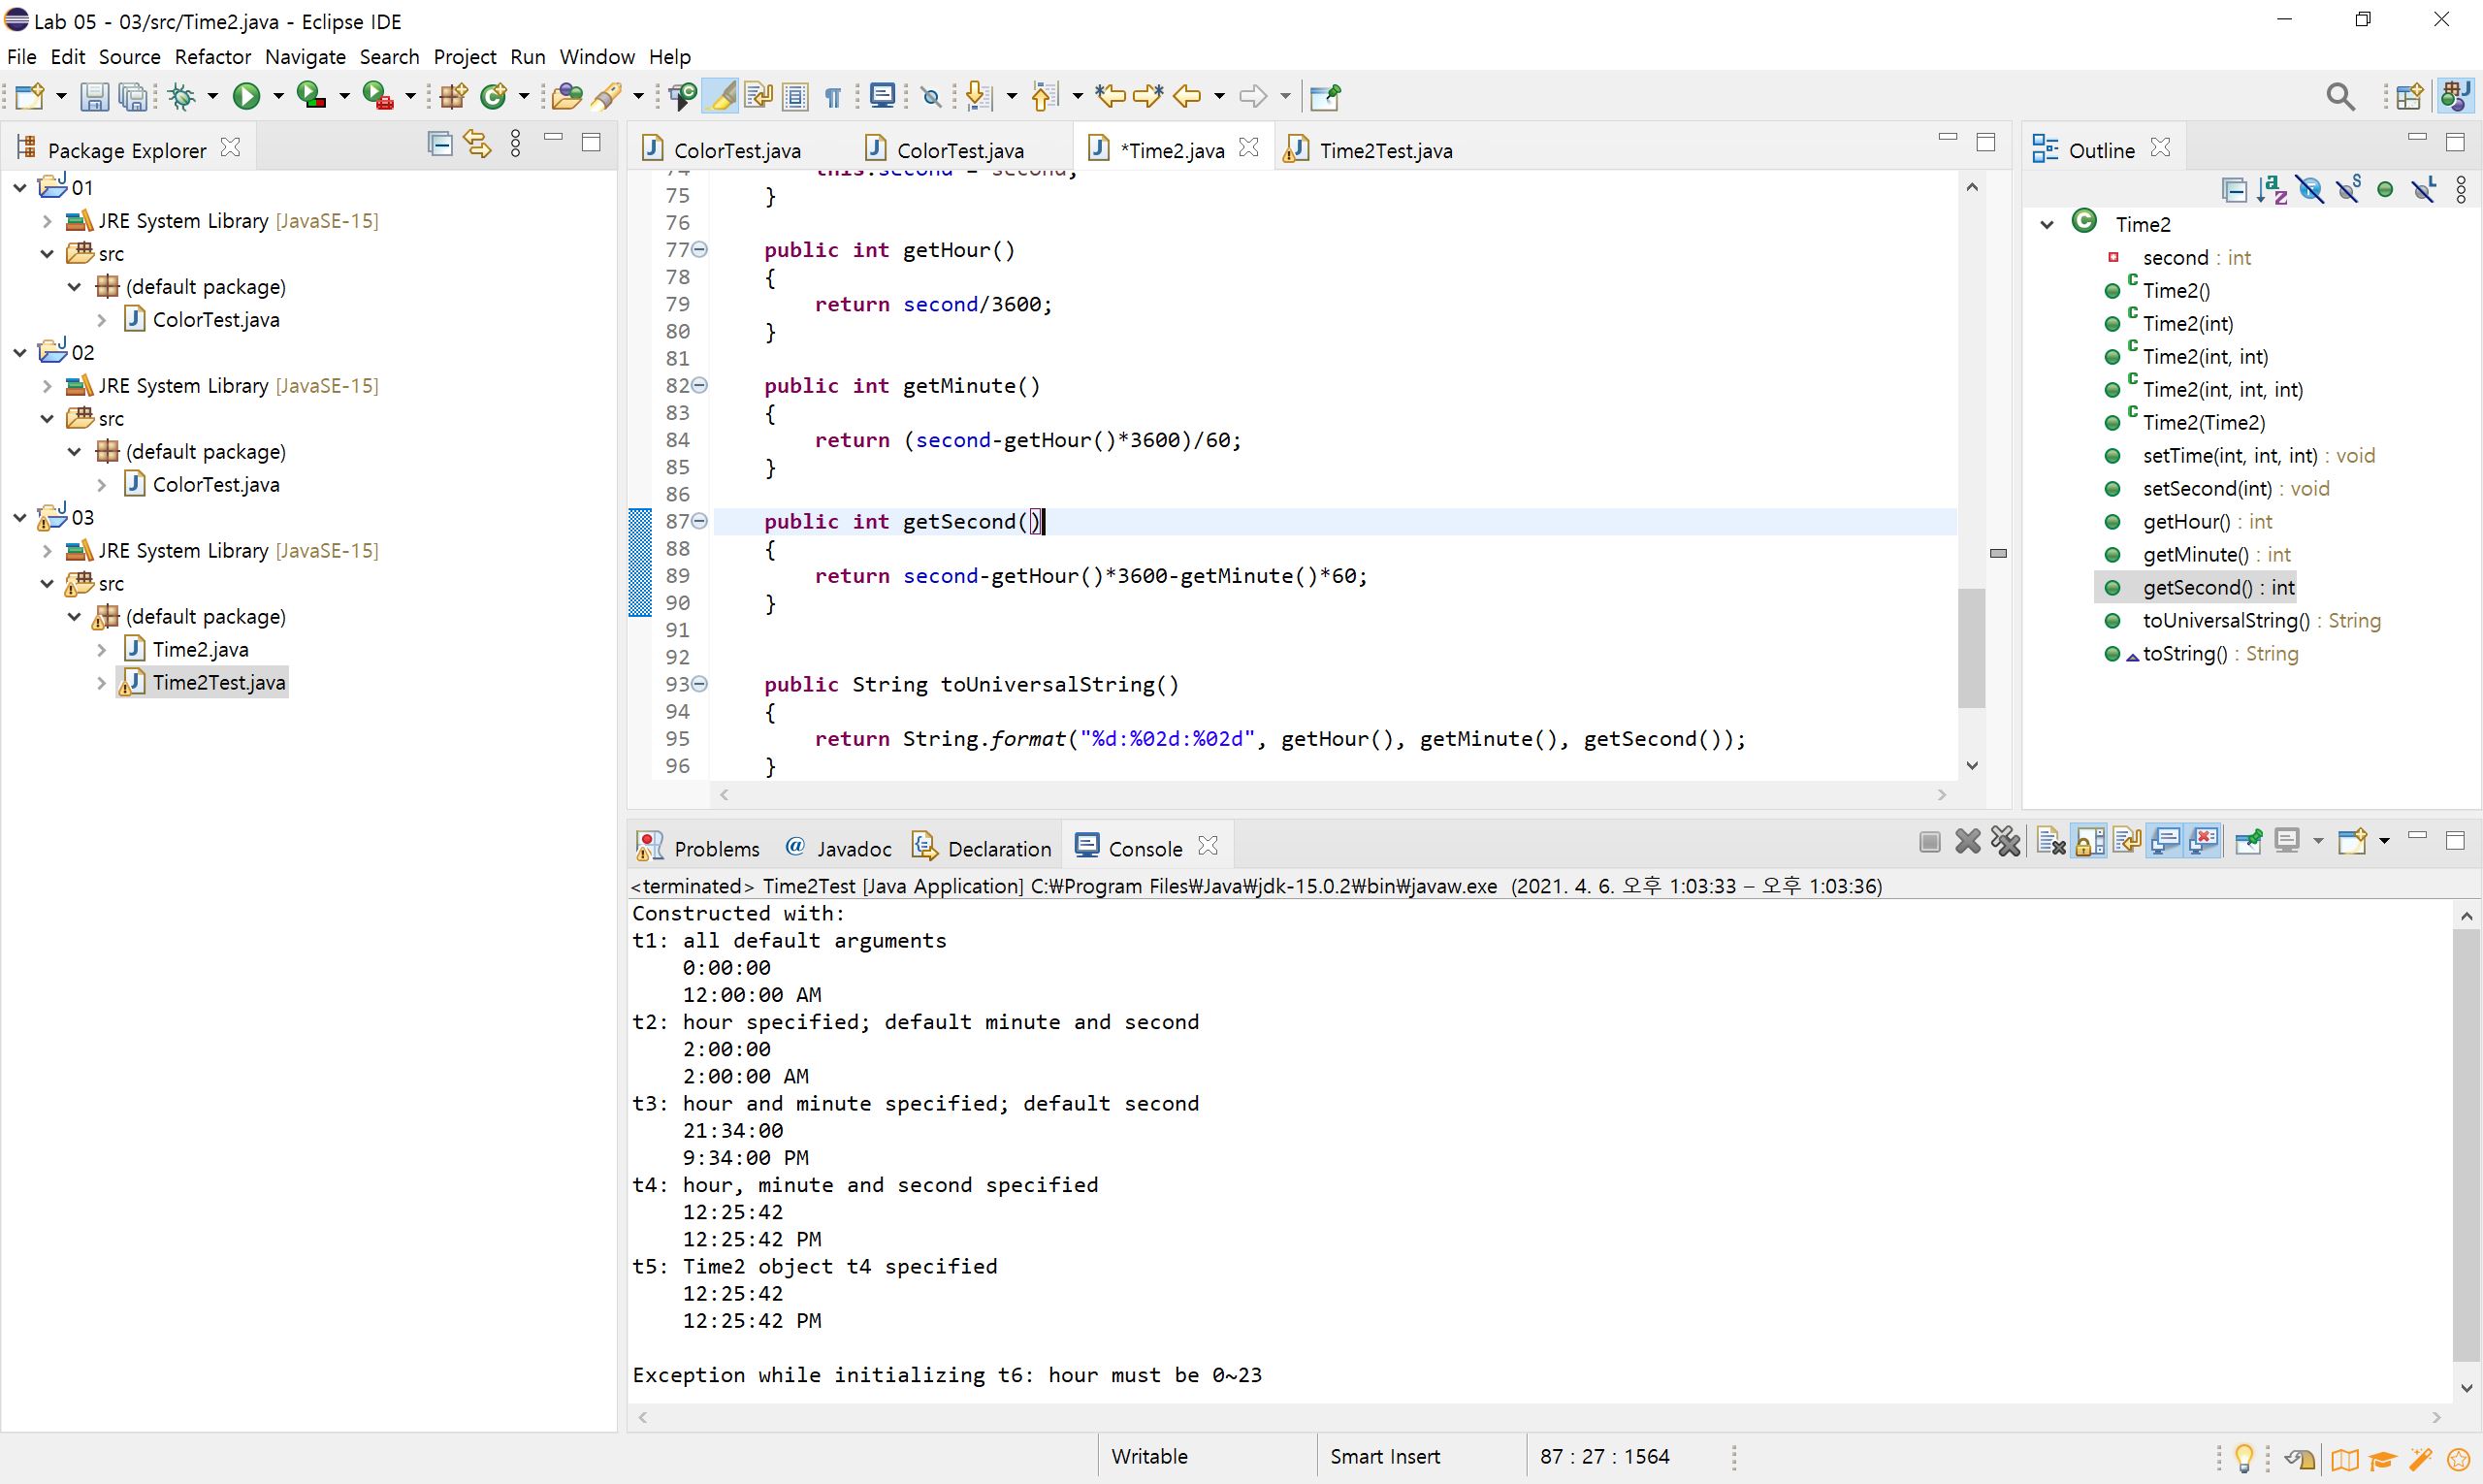 Lab 05 - 03/src/Time2.java - Eclipse IDE
File Edit Source Refactor Navigate Search Project Run Window Help
Package Explorer
01
JRE System Library [JavaSE-15]
src
(default package)
ColorTest.java
02
JRE System Library [JavaSE-15]
src
(default package)
ColorTest.java
03
JRE System Library [JavaSE-15]
src
(default package)
Time2.java
Time2Test.java
ColorTest.java ColorTest.java *Time2.java Time2Test.java
74 this.second = second;
75 }
76
77 public int getHour()
78 {
79 return second/3600;
80 }
81
82 public int getMinute()
83 {
84 return (second-getHour()*3600)/60;
85 }
86
87 public int getSecond()
88 {
89 return second-getHour()*3600-getMinute()*60;
90 }
91
92
93 public String toUniversalString()
94 {
95 return String.format("%d:%02d:%02d", getHour(), getMinute(), getSecond());
96 }
Outline
Time2
second : int
Time2()
Time2(int)
Time2(int, int)
Time2(int, int, int)
Time2(Time2)
setTime(int, int, int) : void
setSecond(int) : void
getHour() : int
getMinute() : int
getSecond() : int
toUniversalString() : String
toString() : String
Problems @ Javadoc Declaration Console
<terminated> Time2Test [Java Application] C:₩Program Files₩Java₩jdk-15.0.2₩bin₩javaw.exe (2021. 4. 6. 오후 1:03:33 – 오후 1:03:36)
Constructed with:
t1: all default arguments
0:00:00
12:00:00 AM
t2: hour specified; default minute and second
2:00:00
2:00:00 AM
t3: hour and minute specified; default second
21:34:00
9:34:00 PM
t4: hour, minute and second specified
12:25:42
12:25:42 PM
t5: Time2 object t4 specified
12:25:42
12:25:42 PM
Exception while initializing t6: hour must be 0~23
Writable Smart Insert 87 : 27 : 1564